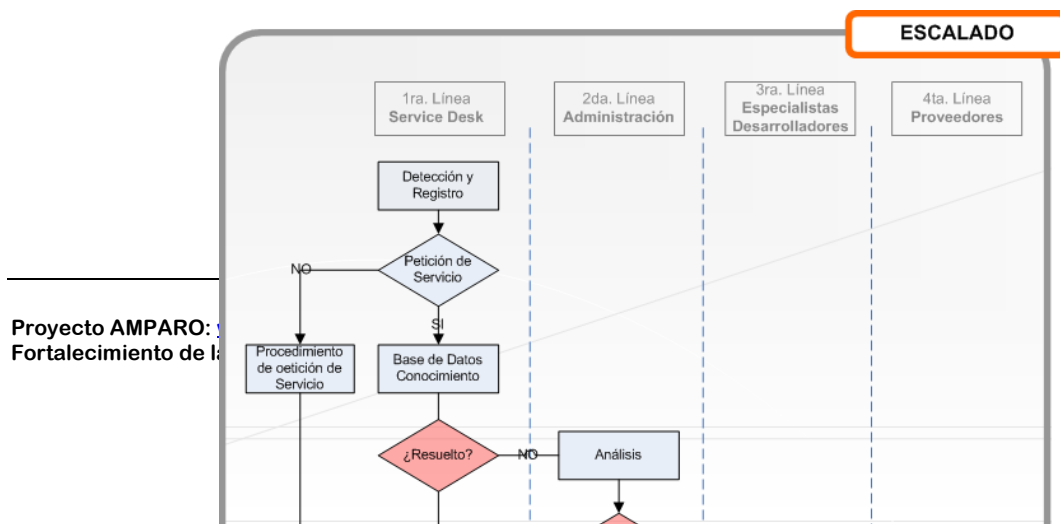 ESCALADO
1ra. Línea
Service Desk
2da. Línea
Administración
3ra. Línea
Especialistas
Desarrolladores
4ta. Línea
Proveedores
Detección y
Registro
Petición de
Servicio
NO
SI
Proyecto AMPARO:
Fortalecimiento de
Procedimiento
de oetición de
Servicio
Base de Datos
Conocimiento
¿Resuelto?
NO
Análisis